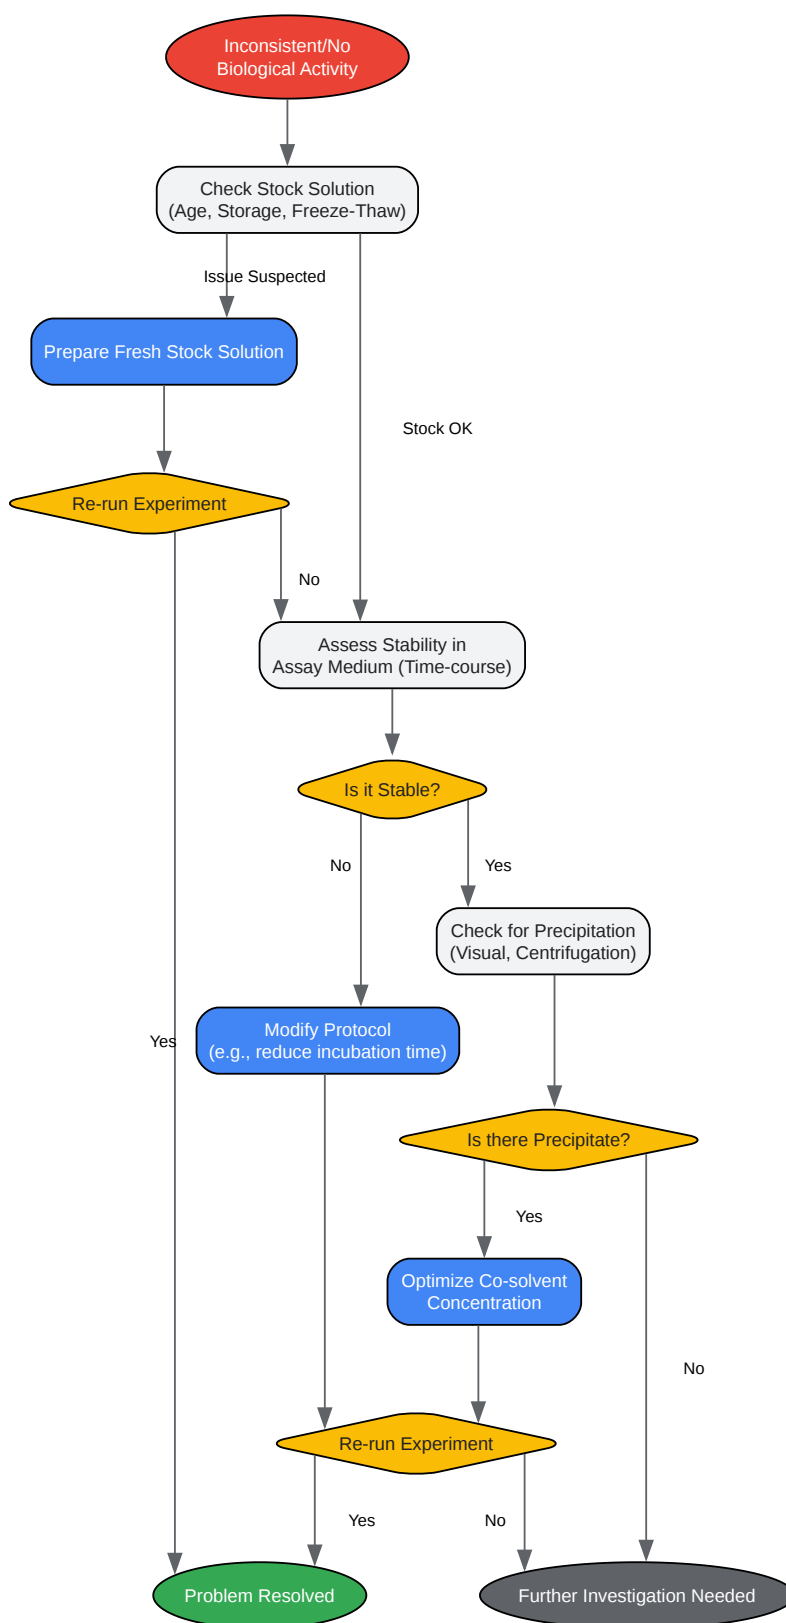 Inconsistent/No
Biological Activity
Check Stock Solution
(Age, Storage, Freeze-Thaw)
Issue Suspected
Prepare Fresh Stock Solution
Stock OK
Re-run Experiment
No
Assess Stability in
Assay Medium (Time-course)
Is it Stable?
No
Yes
Check for Precipitation
(Visual, Centrifugation)
Modify Protocol
(e.g., reduce incubation time)
Yes
Is there Precipitate?
Yes
Optimize Co-solvent
Concentration
No
Re-run Experiment
Yes
No
Problem Resolved
Further Investigation Needed